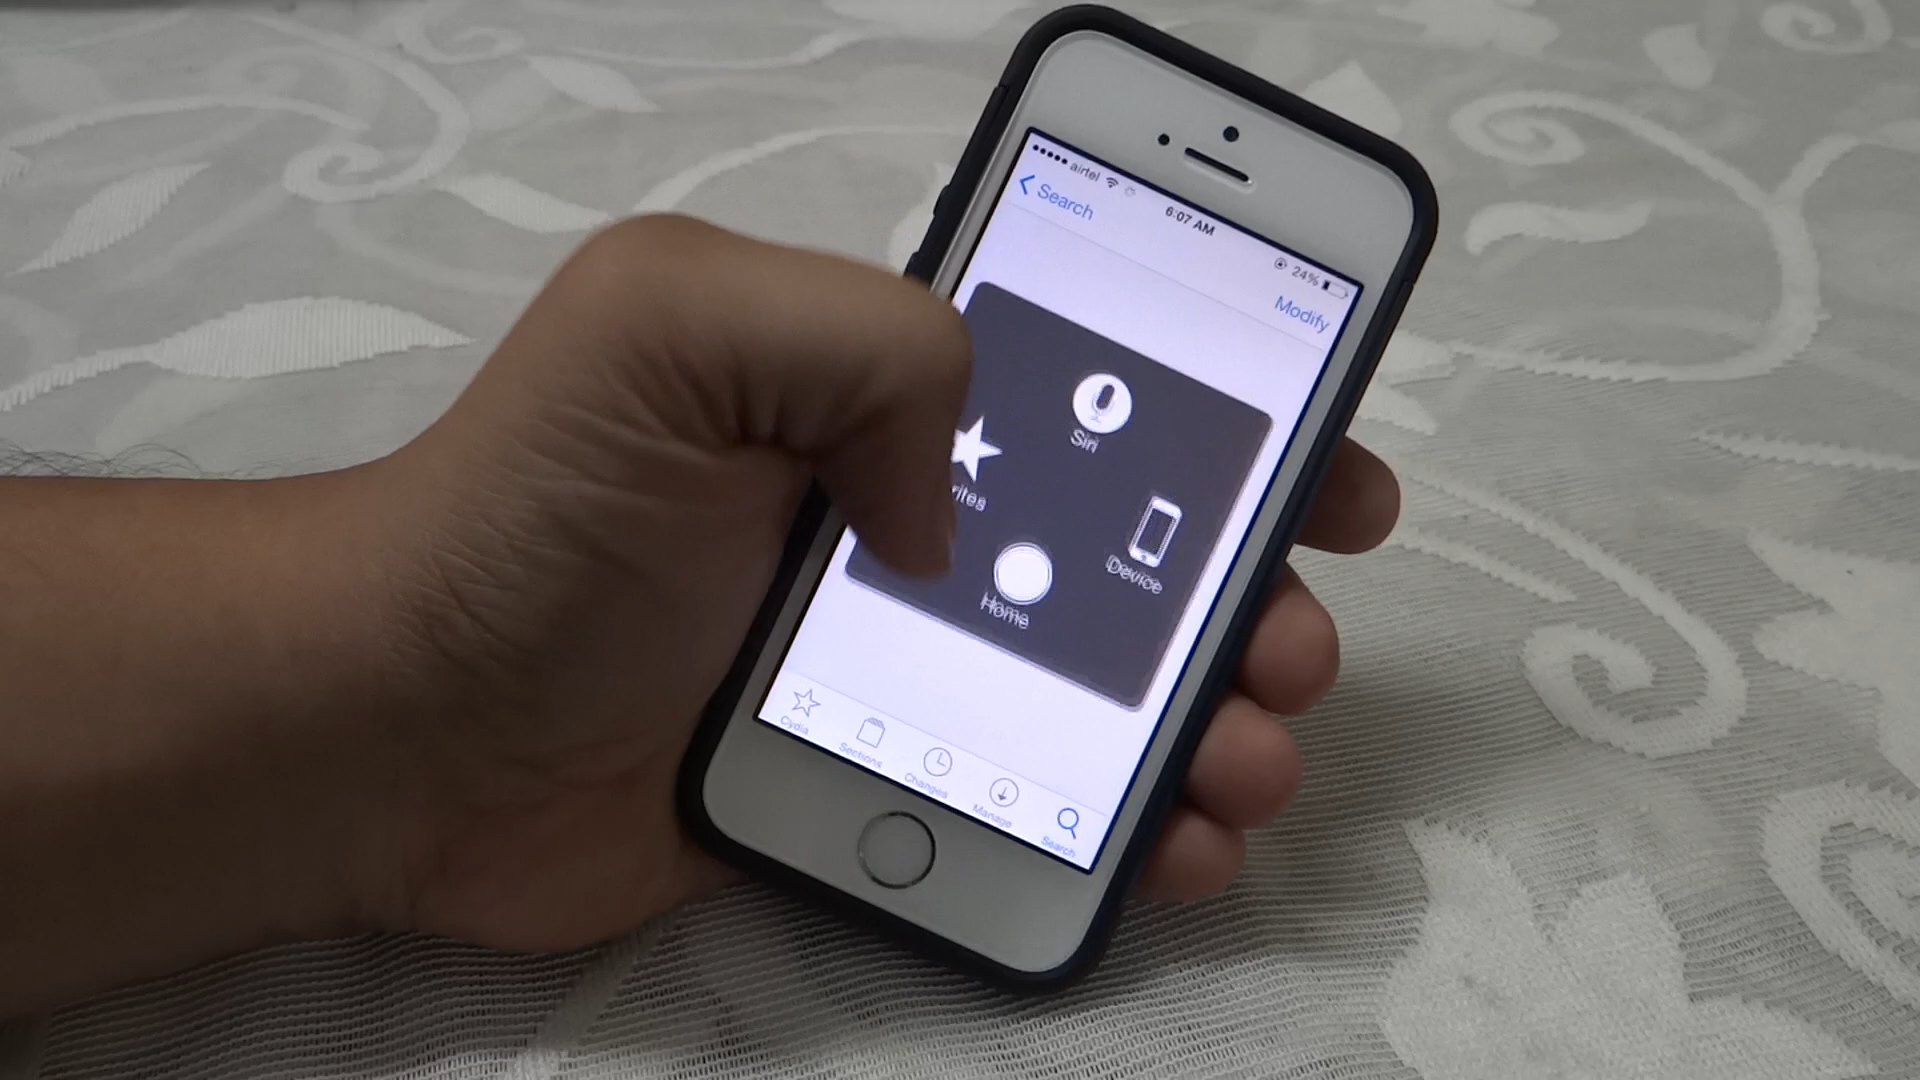 airtel
6:07 AM
24%
Search
Modify
Siri
rites
Device
Home
Cydia
Sections
Changes
Manage
Search